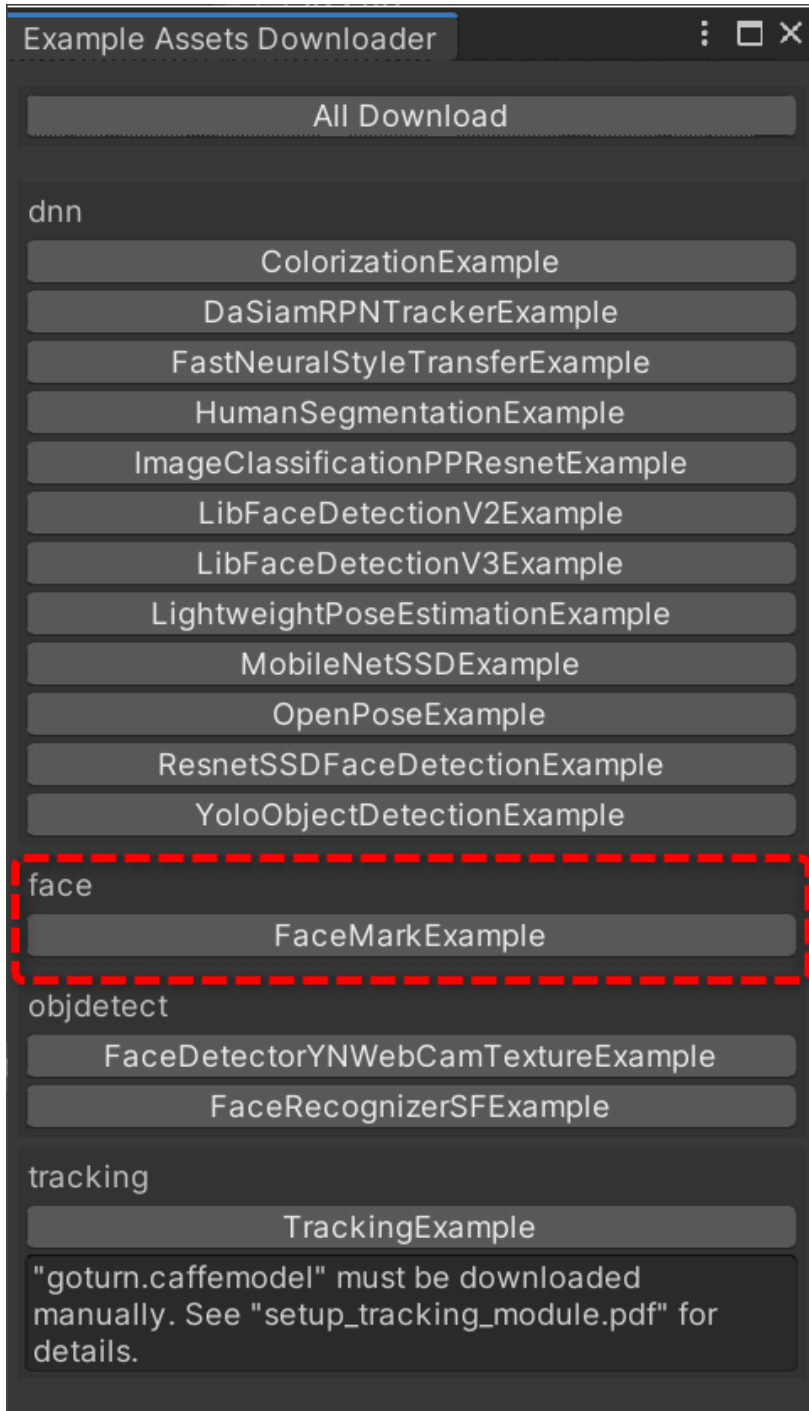 Example Assets Downloader
All Download
dnn
ColorizationExample
DaSiamRPNTrackerExample
FastNeuralStyleTransferExample
HumanSegmentationExample
ImageClassificationPPResnetExample
LibFaceDetectionV2Example
LibFaceDetectionV3Example
LightweightPoseEstimationExample
MobileNetSSDExample
OpenPoseExample
ResnetSSDFaceDetectionExample
YoloObjectDetectionExample
face
FaceMarkExample
objdetect
FaceDetectorYNWebCamTextureExample
FaceRecognizerSFExample
tracking
TrackingExample
"goturn.caffemodel" must be downloaded
manually. See "setup_tracking_module.pdf" for
details.